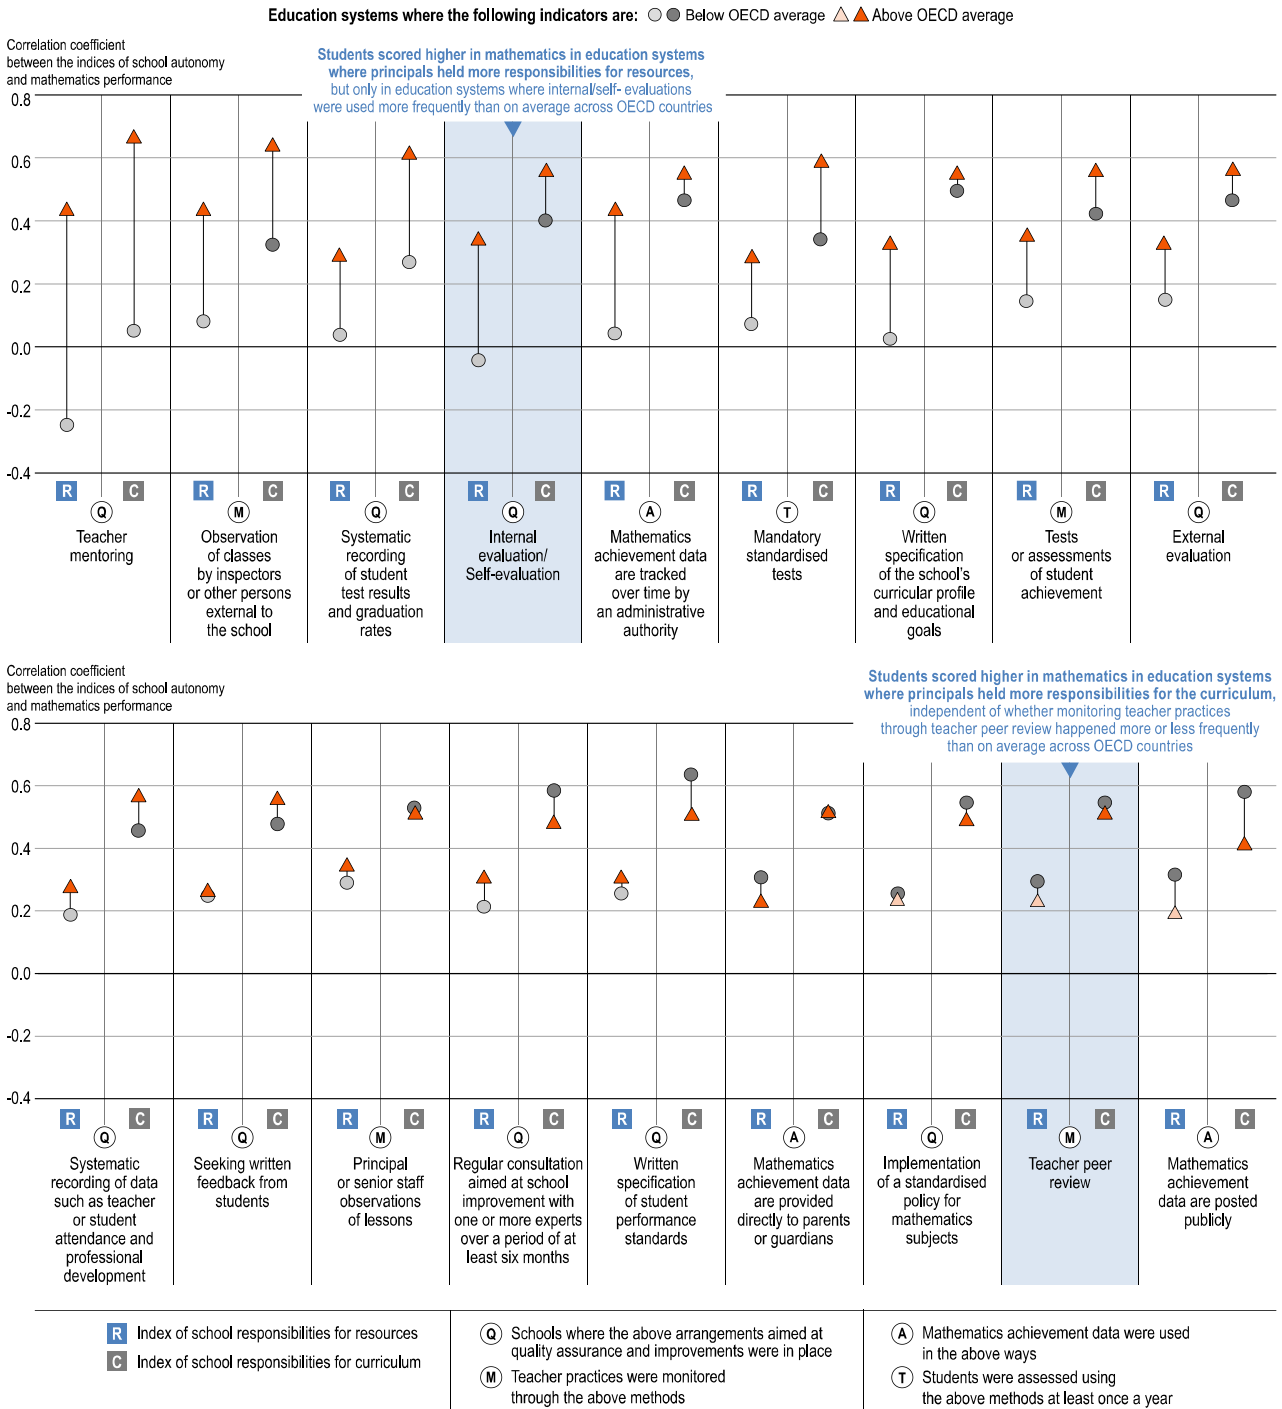 Education systems where the following indicators are: Below OECD average Above OECD average
Correlation coefficient
between the indices of school autonomy
and mathematics performance
Students scored higher in mathematics in education systems
where principals held more responsibilities for resources,
but only in education systems where internal/self- evaluations
were used more frequently than on average across OECD countries
0.8
0.6
0.4
0.2
0.0
-0.2
-0.4
R C R C R C R C R C R C R C R C R C
Q M Q Q A T Q M Q
Teacher
mentoring
Observation
of classes
by inspectors
or other persons
external to
the school
Systematic
recording
of student
test results
and graduation
rates
Internal
evaluation/
Self-evaluation
Mathematics
achievement data
are tracked
over time by
an administrative
authority
Mandatory
standardised
tests
Written
specification
of the school's
curricular profile
and educational
goals
Tests
or assessments
of student
achievement
External
evaluation
Correlation coefficient
between the indices of school autonomy
and mathematics performance
Students scored higher in mathematics in education systems
where principals held more responsibilities for the curriculum,
independent of whether monitoring teacher practices
through teacher peer review happened more or less frequently
than on average across OECD countries
0.8
0.6
0.4
0.2
0.0
-0.2
-0.4
R C R C R C R C R C R C R C R C R C
Q Q M Q Q A Q M A
Systematic
recording of data
such as teacher
or student
attendance and
professional
development
Seeking written
feedback from
students
Principal
or senior staff
observations
of lessons
Regular consultation
aimed at school
improvement with
one or more experts
over a period of at
least six months
Written
specification
of student
performance
standards
Mathematics
achievement data
are provided
directly to parents
or guardians
Implementation
of a standardised
policy for
mathematics
subjects
Teacher peer
review
Mathematics
achievement
data are posted
publicly
R Index of school responsibilities for resources
C Index of school responsibilities for curriculum
Q Schools where the above arrangements aimed at
quality assurance and improvements were in place
M Teacher practices were monitored
through the above methods
A Mathematics achievement data were used
in the above ways
T Students were assessed using
the above methods at least once a year